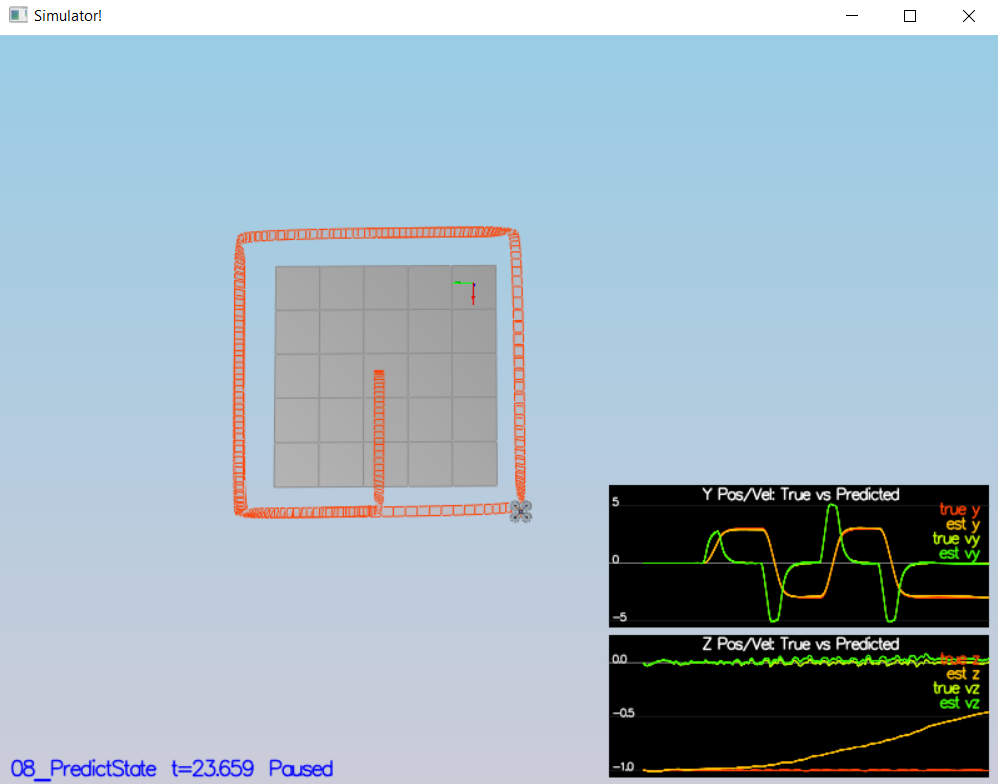 Simulator!
Y Pos/Vel: True vs Predicted
5
true y
est y
true vy
0
est vy
-5
Z Pos/Vel: True vs Predicted
0.0
true z
est z
true vz
est vz
-0.5
-1.0
08_PredictState t=23.659 Paused